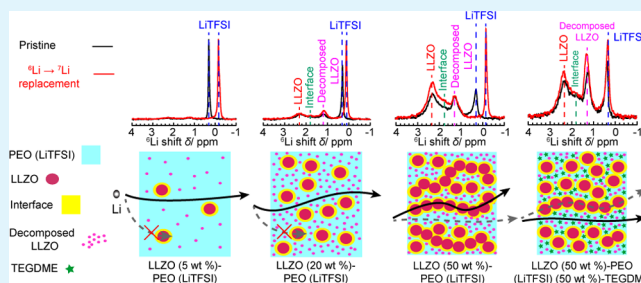 Pristine
⁶Li → ⁷Li
replacement
LiTFSI
LLZO
Interface
Decomposed
LLZO
LiTFSI
LLZO
Interface
Decomposed
LLZO
LiTFSI
Decomposed
LLZO
LLZO
Interface
LiTFSI
4 3 2 1 0 -1
⁶Li shift δ/ ppm
4 3 2 1 0 -1
⁶Li shift δ/ ppm
4 3 2 1 0 -1
⁶Li shift δ/ ppm
4 3 2 1 0 -1
⁶Li shift δ/ ppm
PEO (LiTFSI)
LLZO
Interface
Decomposed
LLZO
TEGDME
Li
LLZO (5 wt %)-
PEO (LiTFSI)
LLZO (20 wt %)-
PEO (LiTFSI)
LLZO (50 wt %)-
PEO (LiTFSI)
LLZO (50 wt %)-PEO
(LiTFSI) (50 wt %)-TEGDM